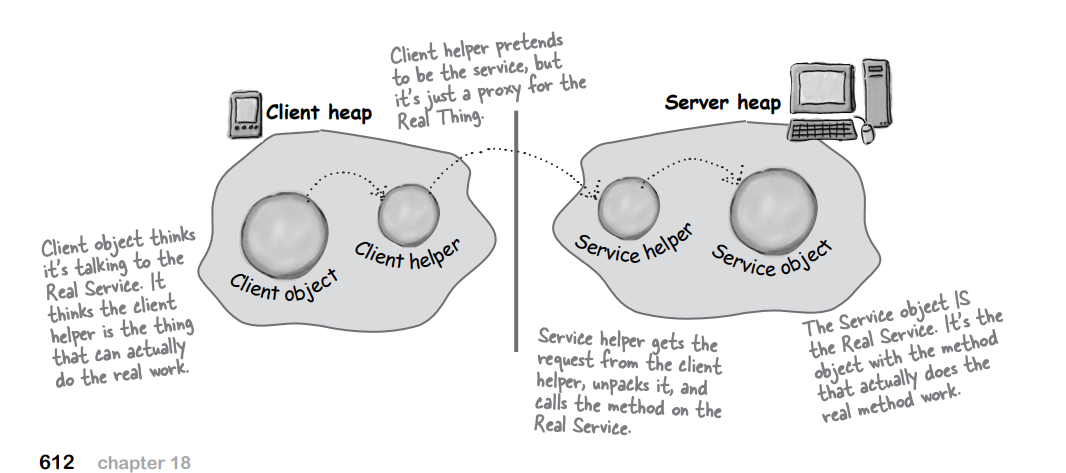 Client helper pretends
to be the service, but
it's just a proxy for the
Real Thing.
Client heap
Server heap
Client object thinks
it's talking to the
Real Service. It
thinks the client
helper is the thing
that can actually
do the real work.
Client object
Client helper
Service helper
Service object
Service helper gets the
request from the client
helper, unpacks it, and
calls the method on the
Real Service.
The Service object IS
the Real Service. It's the
object with the method
that actually does the
real method work.
612 chapter 18